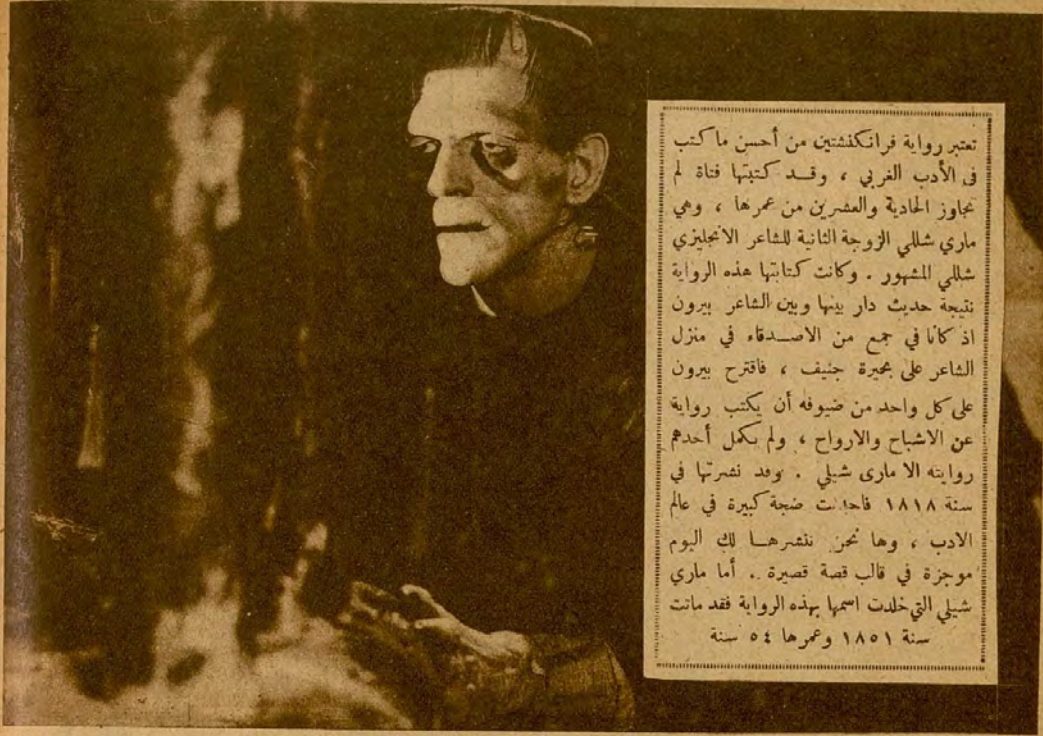 تعتبر رواية فرانكنشتين من أحسن ما كتب
فى الأدب الغربي ، وقد كتبتها فتاة لم
تجاوز الحادية والعشرين من عمرها ، وهي
ماري شللي الزوجة الثانية للشاعر الانجليزي
شللي المشهور . وكانت كتابتها هذه الرواية
نتيجة حديث دار بينها وبين الشاعر بيرون
اذ كانا في جمع من الاصدقاء في منزل
الشاعر على بحيرة جنيف ، فاقترح بيرون
على كل واحد من ضيوفه أن يكتب رواية
عن الاشباح والارواح ، ولم يكمل أحدهم
روايته الا مارى شيلي . وقد نشرتها في
سنة ١٨١٨ فاحدثت ضجة كبيرة في عالم
الادب ، وها نحن ننشرها لك اليوم
موجزة في قالب قصة قصيرة . أما ماري
شيلي التي خلدت اسمها بهذه الرواية فقد ماتت
سنة ١٨٥١ وعمرها ٥٤ سنة